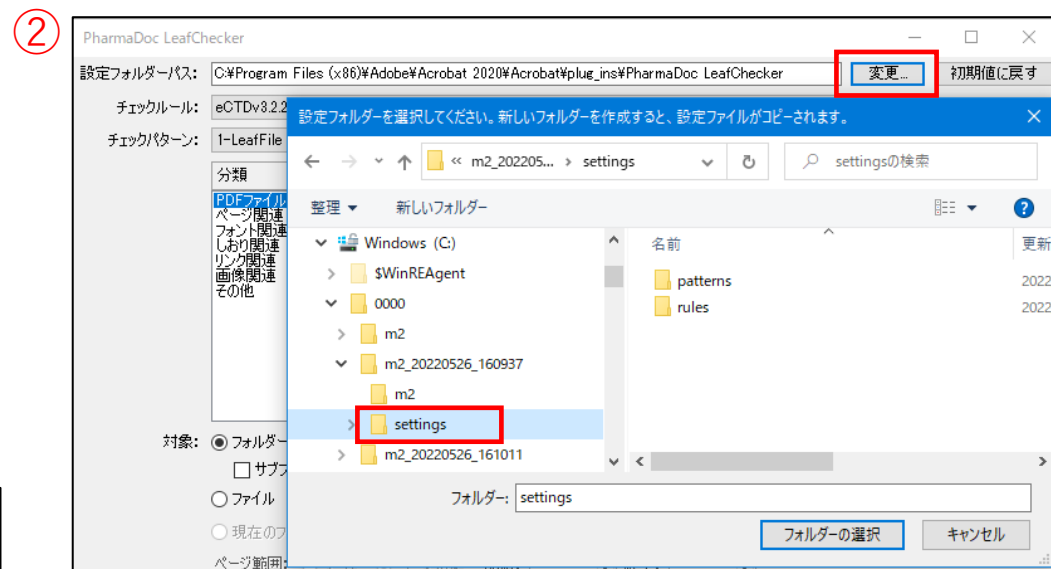 ②
PharmaDoc LeafChecker
設定フォルダーパス: C:¥Program Files (x86)¥Adobe¥Acrobat 2020¥Acrobat¥plug_ins¥PharmaDoc LeafChecker 変更... 初期値に戻す
チェックルール: eCTDv3.2.2
設定フォルダーを選択してください。新しいフォルダーを作成すると、設定ファイルがコピーされます。
チェックパターン: 1-LeafFile
« m2_202205... › settings
settingsの検索
分類
整理 新しいフォルダー
PDFファイル
ページ関連
フォント関連
しおり関連
リンク関連
画像関連
その他
Windows (C:)
$WinREAgent
0000
m2
m2_20220526_160937
m2
settings
m2_20220526_161011
名前 更新
patterns 2022
rules 2022
対象: フォルダー
サブフ
ファイル
現在のフ
ページ範囲:
フォルダー: settings
フォルダーの選択 キャンセル